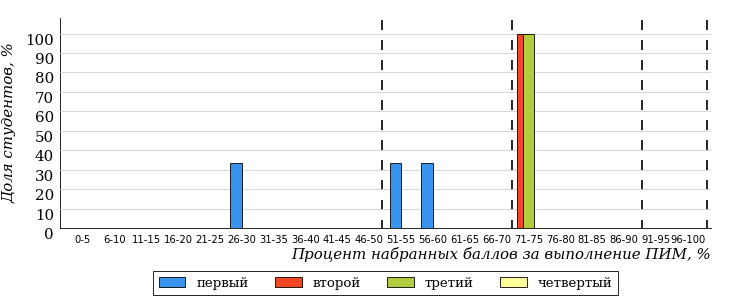 Доля студентов, %
100
90
80
70
60
50
40
30
20
10
0
0-5 6-10 11-15 16-20 21-25 26-30 31-35 36-40 41-45 46-50 51-55 56-60 61-65 66-70 71-75 76-80 81-85 86-90 91-95 96-100
Процент набранных баллов за выполнение ПИМ, %
первый второй третий четвертый